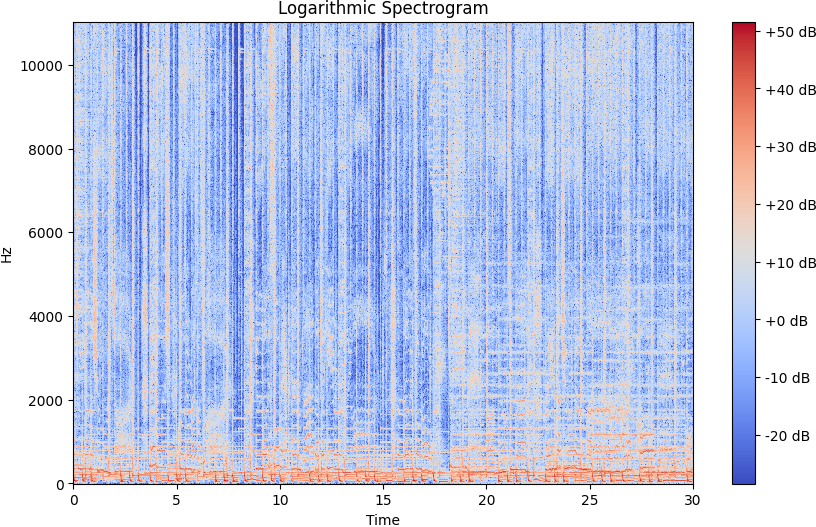 Logarithmic Spectrogram
Hz
10000
8000
6000
4000
2000
0
0 5 10 15 20 25 30
Time
+50 dB
+40 dB
+30 dB
+20 dB
+10 dB
+0 dB
-10 dB
-20 dB